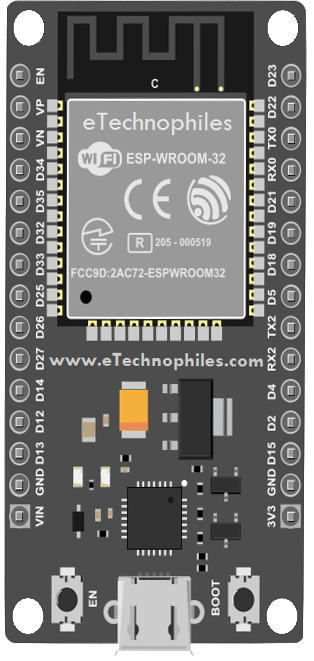 C
eTechnophiles
WiFi ESP-WROOM-32
CE
R 205 - 000519
FCC9D:2AC72-ESPWROOM32
www.eTechnophiles.com
EN
VP
VN
D34
D35
D32
D33
D25
D26
D27
D14
D12
D13
GND
VIN
D23
D22
TX0
RX0
D21
D19
D18
D5
TX2
RX2
D4
D2
D15
GND
3V3
EN
BOOT